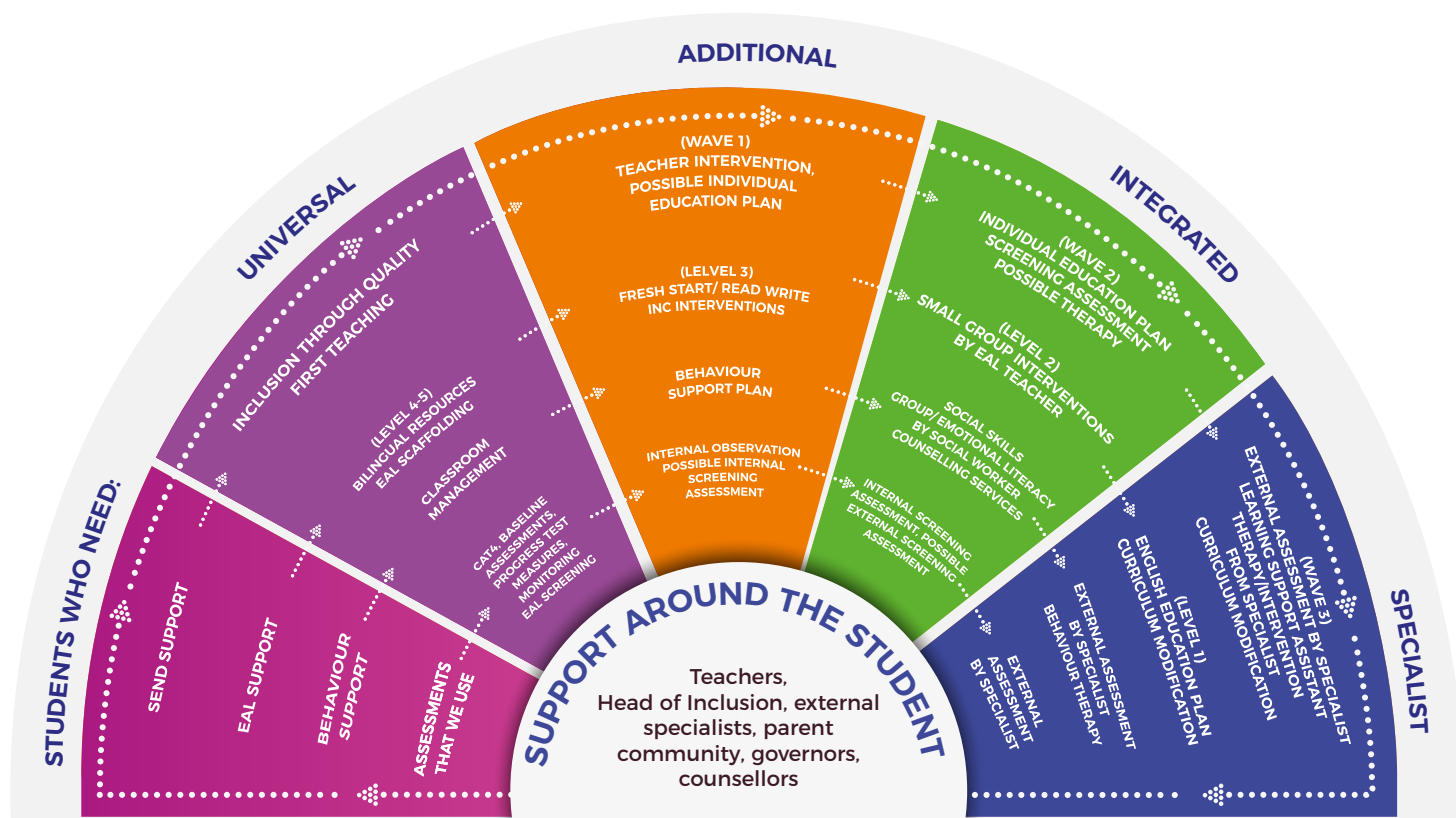 STUDENTS WHO NEED:
SEND SUPPORT
EAL SUPPORT
BEHAVIOUR
SUPPORT
ASSESSMENTS
THAT WE USE
UNIVERSAL
INCLUSION THROUGH QUALITY
FIRST TEACHING
(LEVEL 4-5)
BILINGUAL RESOURCES
EAL SCAFFOLDING
CLASSROOM
MANAGEMENT
CAT4, BASELINE
ASSESSMENTS,
PROGRESS TEST
MEASURES,
MONITORING
EAL SCREENING
ADDITIONAL
(WAVE 1)
TEACHER INTERVENTION,
POSSIBLE INDIVIDUAL
EDUCATION PLAN
(LELVEL 3)
FRESH START/ READ WRITE
INC INTERVENTIONS
BEHAVIOUR
SUPPORT PLAN
INTERNAL OBSERVATION
POSSIBLE INTERNAL
SCREENING
ASSESSMENT
INTEGRATED
(WAVE 2)
INDIVIDUAL EDUCATION PLAN
SCREENING ASSESSMENT
POSSIBLE THERAPY
(LEVEL 2)
SMALL GROUP INTERVENTIONS
BY EAL TEACHER
SOCIAL SKILLS
GROUP/ EMOTIONAL LITERACY
BY SOCIAL WORKER
COUNSELLING SERVICES
INTERNAL SCREENING
ASSESSMENT, POSSIBLE
EXTERNAL SCREENING
ASSESSMENT
SPECIALIST
(WAVE 3)
EXTERNAL ASSESSMENT BY SPECIALIST
LEARNING SUPPORT ASSISTANT
THERAPY/INTERVENTION
FROM SPECIALIST
CURRICULUM MODIFICATION
(LEVEL 1)
ENGLISH EDUCATION PLAN
CURRICULUM MODIFICATION
EXTERNAL ASSESSMENT
BY SPECIALIST
BEHAVIOUR THERAPY
EXTERNAL
ASSESSMENT
BY SPECIALIST
SUPPORT AROUND THE STUDENT
Teachers,
Head of Inclusion, external
specialists, parent
community, governors,
counsellors